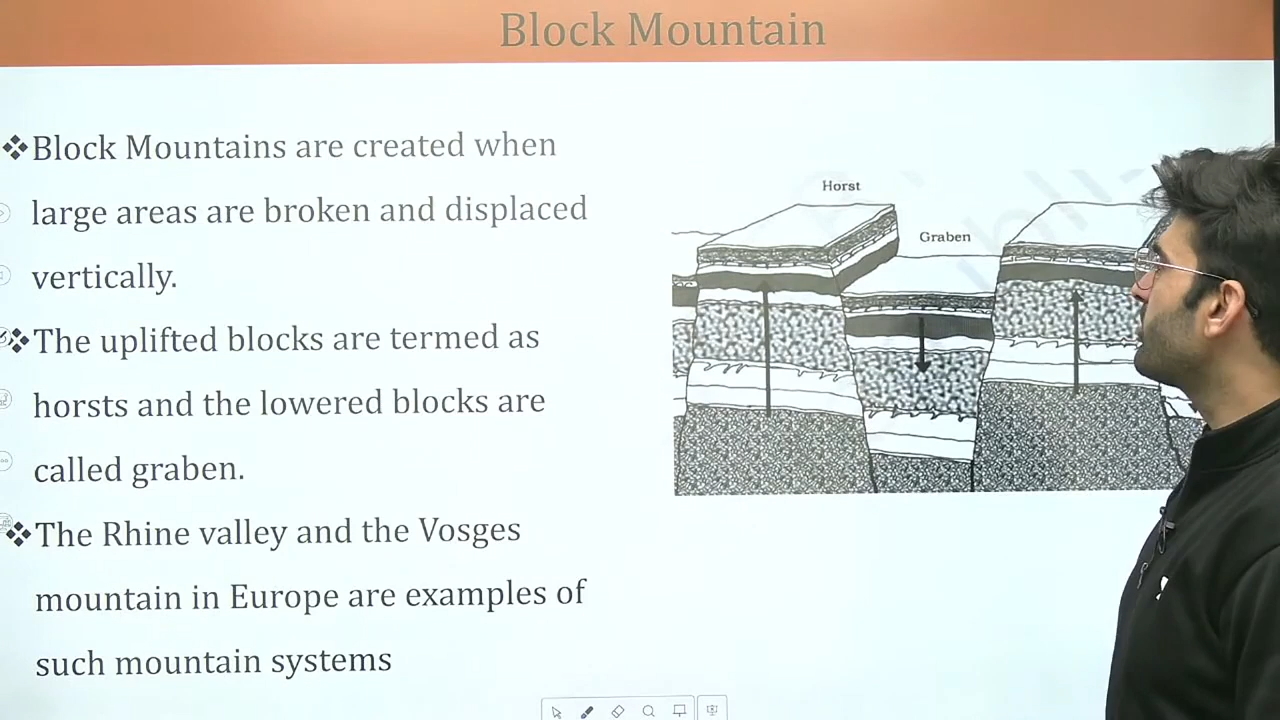 Block Mountain
❖Block Mountains are created when
large areas are broken and displaced
vertically.
❖The uplifted blocks are termed as
horsts and the lowered blocks are
called graben.
❖The Rhine valley and the Vosges
mountain in Europe are examples of
such mountain systems
Horst
Graben